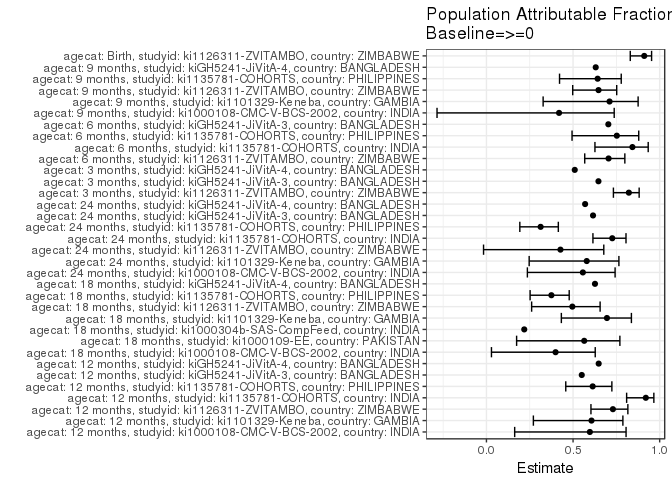 Population Attributable Fraction
Baseline=>=0
agecat: Birth, studyid: ki1126311-ZVITAMBO, country: ZIMBABWE
agecat: 9 months, studyid: kiGH5241-JiVitA-4, country: BANGLADESH
agecat: 9 months, studyid: ki1135781-COHORTS, country: PHILIPPINES
agecat: 9 months, studyid: ki1126311-ZVITAMBO, country: ZIMBABWE
agecat: 9 months, studyid: ki1101329-Keneba, country: GAMBIA
agecat: 9 months, studyid: ki1000108-CMC-V-BCS-2002, country: INDIA
agecat: 6 months, studyid: kiGH5241-JiVitA-3, country: BANGLADESH
agecat: 6 months, studyid: ki1135781-COHORTS, country: PHILIPPINES
agecat: 6 months, studyid: ki1135781-COHORTS, country: INDIA
agecat: 6 months, studyid: ki1126311-ZVITAMBO, country: ZIMBABWE
agecat: 3 months, studyid: kiGH5241-JiVitA-4, country: BANGLADESH
agecat: 3 months, studyid: kiGH5241-JiVitA-3, country: BANGLADESH
agecat: 3 months, studyid: ki1126311-ZVITAMBO, country: ZIMBABWE
agecat: 24 months, studyid: kiGH5241-JiVitA-4, country: BANGLADESH
agecat: 24 months, studyid: kiGH5241-JiVitA-3, country: BANGLADESH
agecat: 24 months, studyid: ki1135781-COHORTS, country: PHILIPPINES
agecat: 24 months, studyid: ki1135781-COHORTS, country: INDIA
agecat: 24 months, studyid: ki1126311-ZVITAMBO, country: ZIMBABWE
agecat: 24 months, studyid: ki1101329-Keneba, country: GAMBIA
agecat: 24 months, studyid: ki1000108-CMC-V-BCS-2002, country: INDIA
agecat: 18 months, studyid: kiGH5241-JiVitA-4, country: BANGLADESH
agecat: 18 months, studyid: ki1135781-COHORTS, country: PHILIPPINES
agecat: 18 months, studyid: ki1126311-ZVITAMBO, country: ZIMBABWE
agecat: 18 months, studyid: ki1101329-Keneba, country: GAMBIA
agecat: 18 months, studyid: ki1000304b-SAS-CompFeed, country: INDIA
agecat: 18 months, studyid: ki1000109-EE, country: PAKISTAN
agecat: 18 months, studyid: ki1000108-CMC-V-BCS-2002, country: INDIA
agecat: 12 months, studyid: kiGH5241-JiVitA-4, country: BANGLADESH
agecat: 12 months, studyid: kiGH5241-JiVitA-3, country: BANGLADESH
agecat: 12 months, studyid: ki1135781-COHORTS, country: PHILIPPINES
agecat: 12 months, studyid: ki1135781-COHORTS, country: INDIA
agecat: 12 months, studyid: ki1126311-ZVITAMBO, country: ZIMBABWE
agecat: 12 months, studyid: ki1101329-Keneba, country: GAMBIA
agecat: 12 months, studyid: ki1000108-CMC-V-BCS-2002, country: INDIA
0.0 0.5 1.0
Estimate